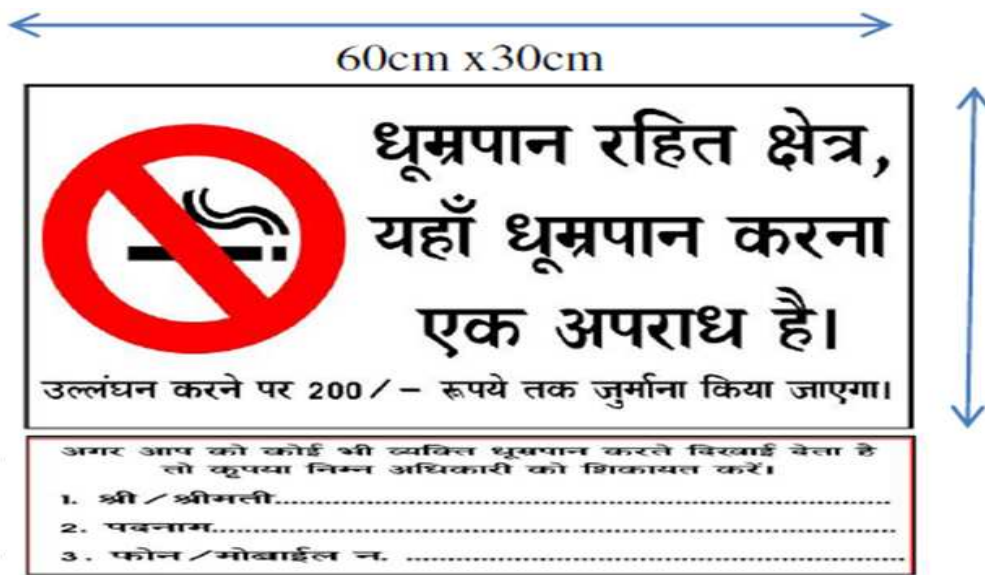 60cm x30cm
धूम्रपान रहित क्षेत्र,
यहाँ धूम्रपान करना
एक अपराध है।
उल्लंघन करने पर 200/- रूपये तक जुर्माना किया जाएगा।
अगर आप को कोई भी व्यक्ति धूम्रपान करते दिखाई देता है
तो कृपया निम्न अधिकारी को शिकायत करें।
1. श्री/श्रीमती..............................................................................
2. पदनाम......................................................................................
3. फोन/मोबाईल न. ................................................................